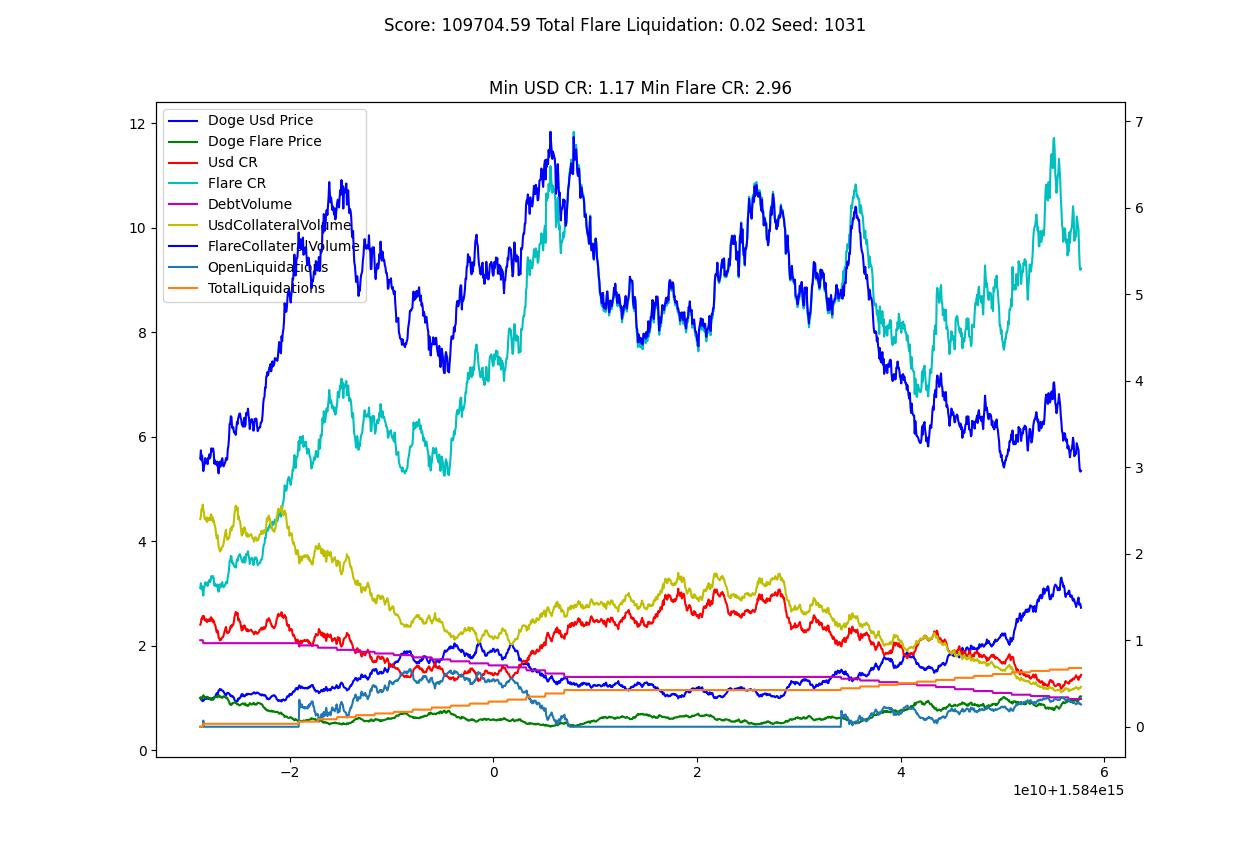 Score: 109704.59 Total Flare Liquidation: 0.02 Seed: 1031
Min USD CR: 1.17 Min Flare CR: 2.96
Doge Usd Price
Doge Flare Price
Usd CR
Flare CR
DebtVolume
UsdCollateralVolume
FlareCollateralVolume
OpenLiquidations
TotalLiquidations
12
10
8
6
4
2
0
7
6
5
4
3
2
1
0
−2
0
2
4
6
1e10+1.584e15